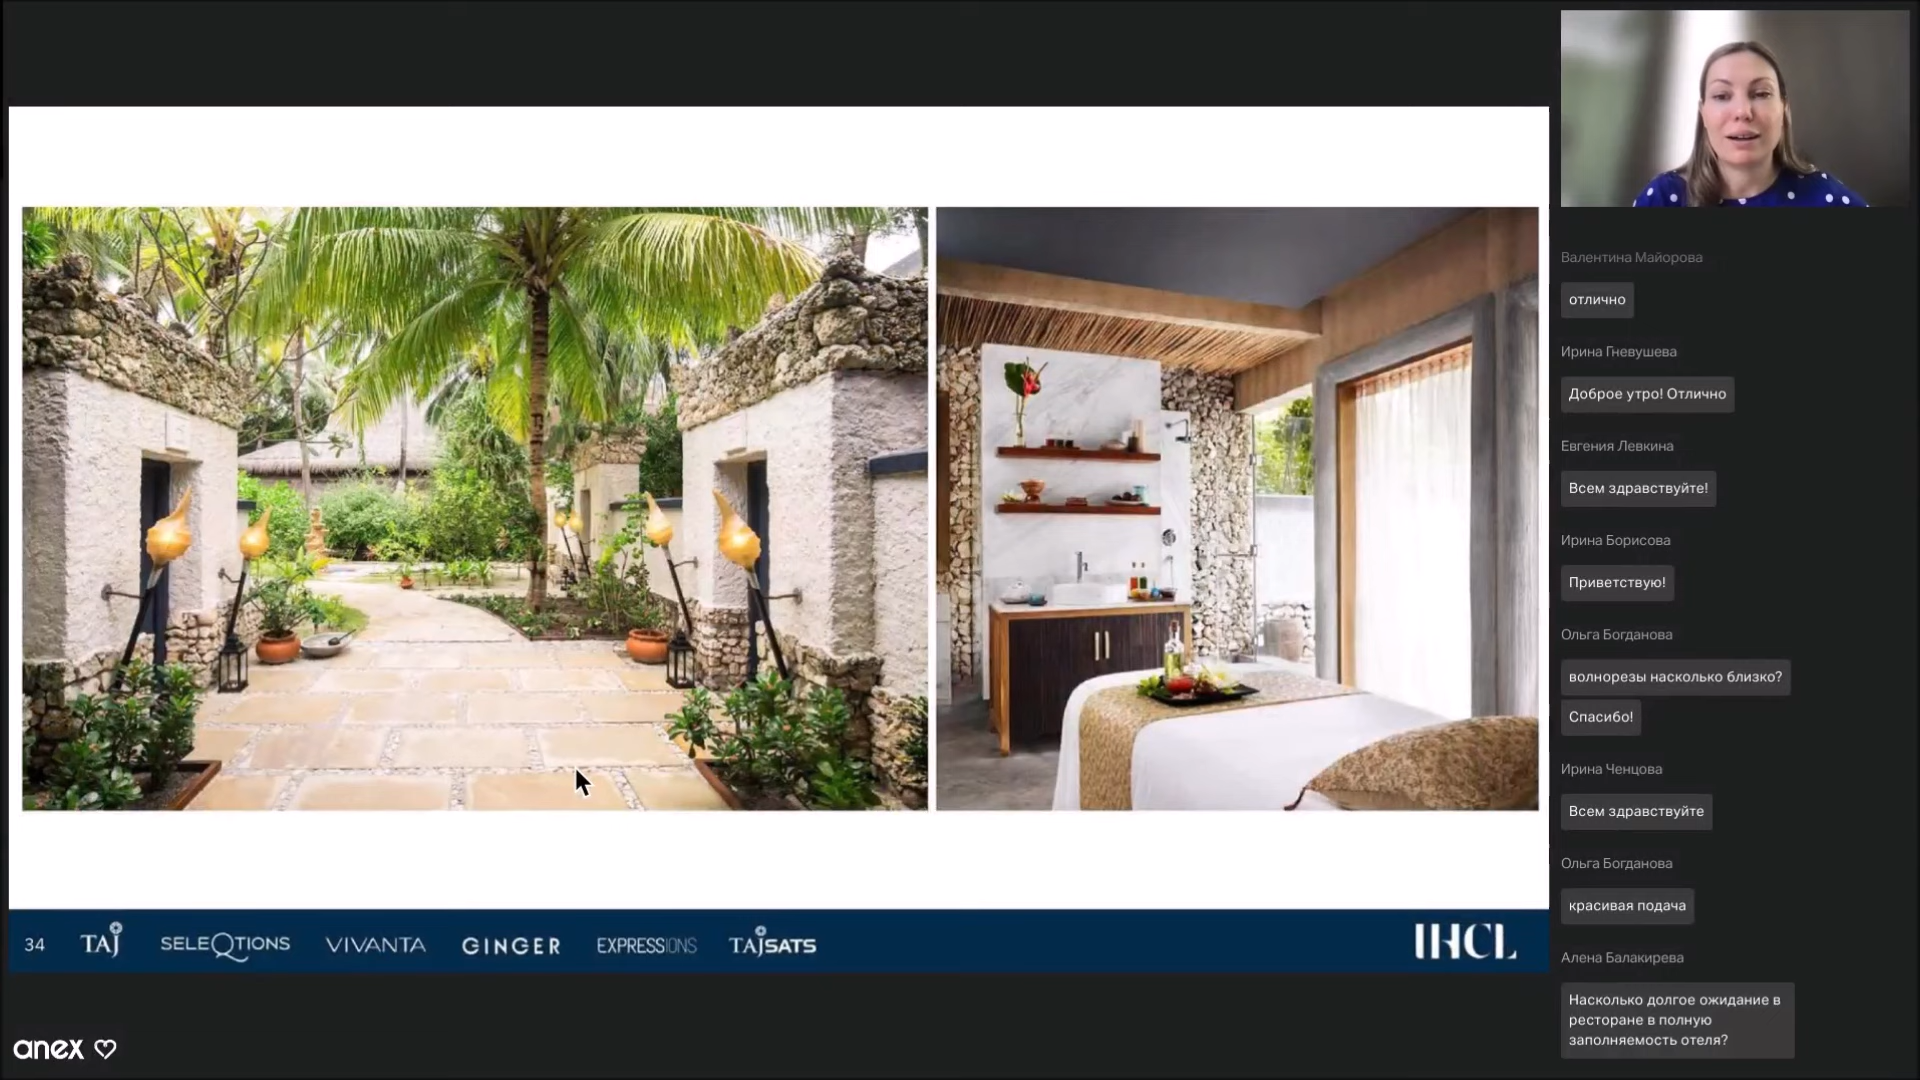 Валентина Майорова
отлично
Ирина Гневушева
Доброе утро! Отлично
Евгения Левкина
Всем здравствуйте!
Ирина Борисова
Приветствую!
Ольга Богданова
волнорезы насколько близко?
Спасибо!
Ирина Ченцова
Всем здравствуйте
Ольга Богданова
красивая подача
Алена Балакирева
Насколько долгое ожидание в
ресторане в полную
заполняемость отеля?
34 TAJ SELEQTIONS VIVANTA GINGER EXPRESSIONS TAJSATS IHCL
anex